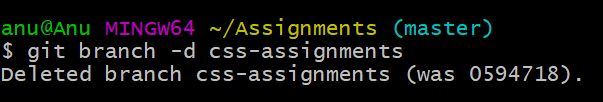 anu@Anu MINGW64 ~/Assignments (master)
$ git branch -d css-assignments
Deleted branch css-assignments (was 0594718).